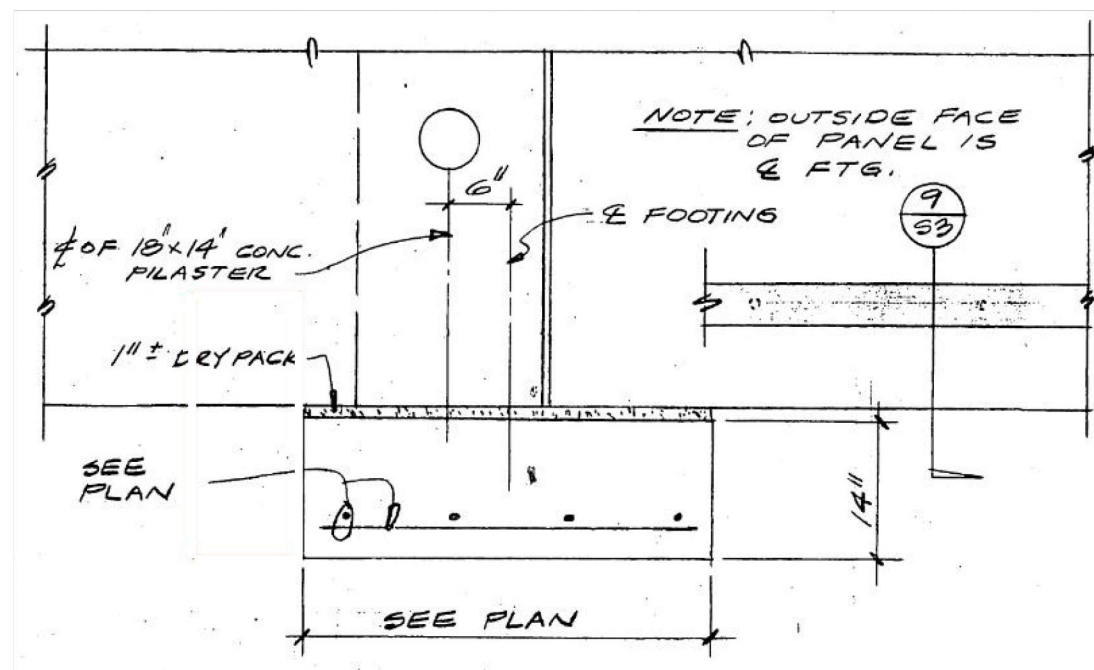 NOTE: OUTSIDE FACE
OF PANEL IS
℄ FTG.
6"
9
S3
℄ FOOTING
℄ OF 18"x14" CONC.
PILASTER
1"± DRYPACK
SEE
PLAN
14"
SEE PLAN